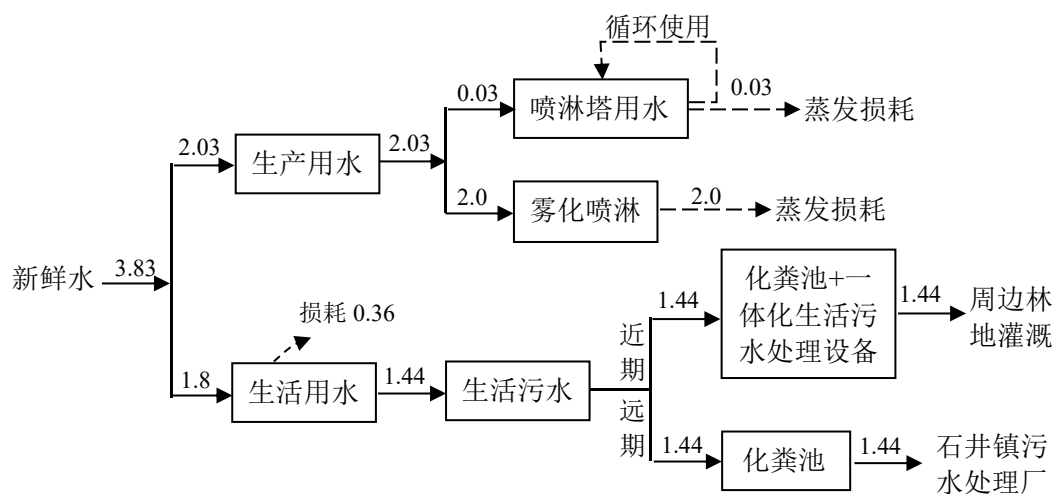 循环使用
0.03
喷淋塔用水
0.03
蒸发损耗
2.03
生产用水
2.03
2.0
雾化喷淋
2.0
蒸发损耗
新鲜水
3.83
损耗 0.36
1.8
生活用水
1.44
生活污水
近
期
1.44
化粪池+一
体化生活污
水处理设备
1.44
周边林
地灌溉
远
期
1.44
化粪池
1.44
石井镇污
水处理厂